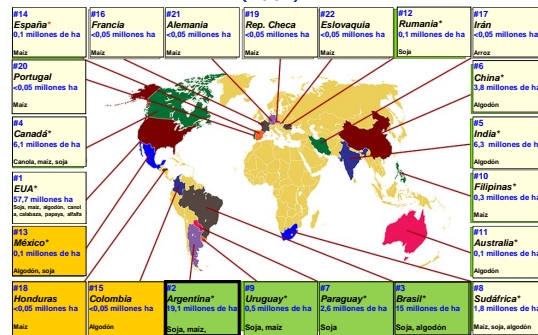 #14
España*
0,1 millones de ha
Maíz
#16
Francia
<0,05 millones ha
Maíz
#21
Alemania
<0,05 millones ha
Maíz
#19
Rep. Checa
<0,05 millones ha
Maíz
#22
Eslovaquia
<0,05 millones ha
Maíz
#12
Rumania*
0,1 millones de ha
Soja
#17
Irán
<0,05 millones ha
Arroz
#20
Portugal
<0,05 millones ha
Maíz
#6
China*
3,8 millones de ha
Algodón
#4
Canadá*
6,1 millones de ha
Canola, maíz, soja
#5
India*
6,3 millones de ha
Algodón
#1
EUA*
57,7 millones ha
Soja, maíz, algodón, canol
a, calabaza, papaya, alfalfa
#10
Filipinas*
0,3 millones de ha
Maíz
#13
México*
0,1 millones de ha
Algodón, soja
#11
Australia*
0,1 millones de ha
Algodón
#18
Honduras
<0,05 millones ha
Maíz
#15
Colombia
<0,05 millones ha
Algodón
#2
Argentina*
19,1 millones de ha
Soja, maíz,
#9
Uruguay*
0,5 millones de ha
Soja, maíz
#7
Paraguay*
2,6 millones de ha
Soja
#3
Brasil*
15 millones de ha
Soja, algodón
#8
Sudáfrica*
1,8 millones de ha
Maíz, soja, algodón